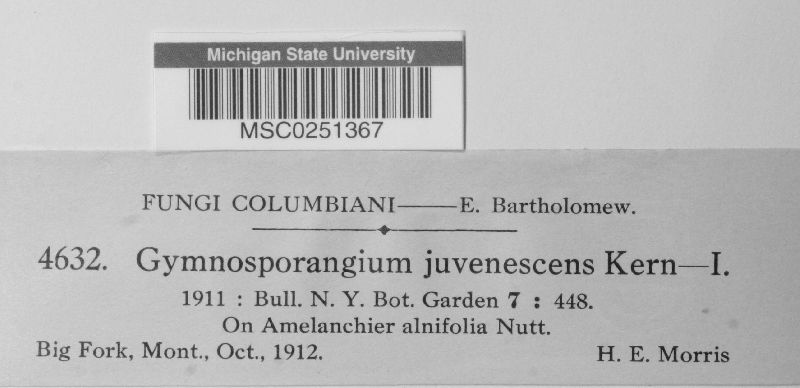 Michigan State University
MSC0251367
FUNGI COLUMBIANI——E. Bartholomew.
4632. Gymnosporangium juvenescens Kern—I.
1911 : Bull. N. Y. Bot. Garden 7 : 448.
On Amelanchier alnifolia Nutt.
Big Fork, Mont., Oct., 1912. H. E. Morris